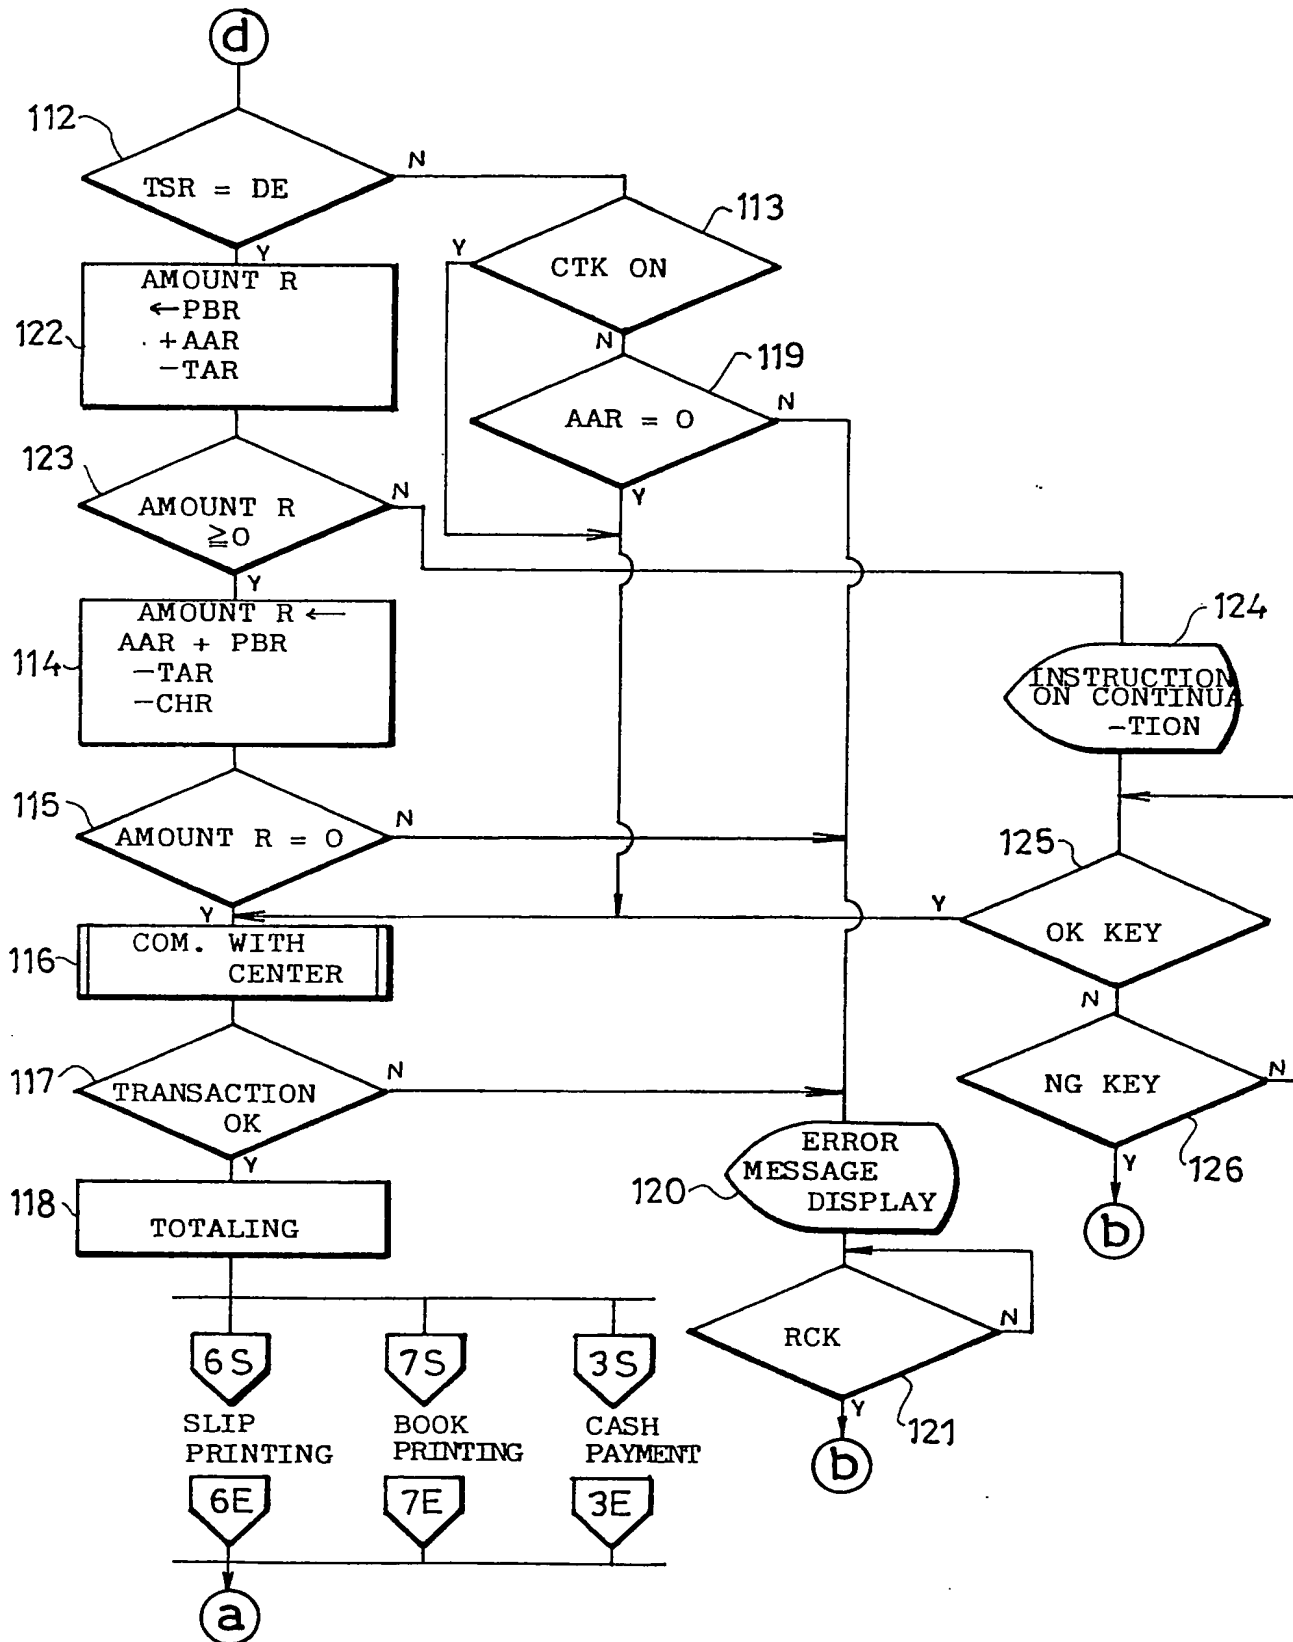 d
112
TSR = DE
N
Y
113
CTK ON
Y
N
122
AMOUNT R
←PBR
+AAR
−TAR
119
AAR = 0
N
Y
123
AMOUNT R
≧0
N
Y
114
AMOUNT R ←
AAR + PBR
−TAR
−CHR
124
INSTRUCTION
ON CONTINUA
-TION
115
AMOUNT R = 0
N
Y
125
OK KEY
Y
N
116
COM. WITH
CENTER
117
TRANSACTION
OK
N
Y
NG KEY
N
Y
126
b
118
TOTALING
120
ERROR
MESSAGE
DISPLAY
RCK
N
Y
121
b
6S
7S
3S
SLIP
PRINTING
BOOK
PRINTING
CASH
PAYMENT
6E
7E
3E
a